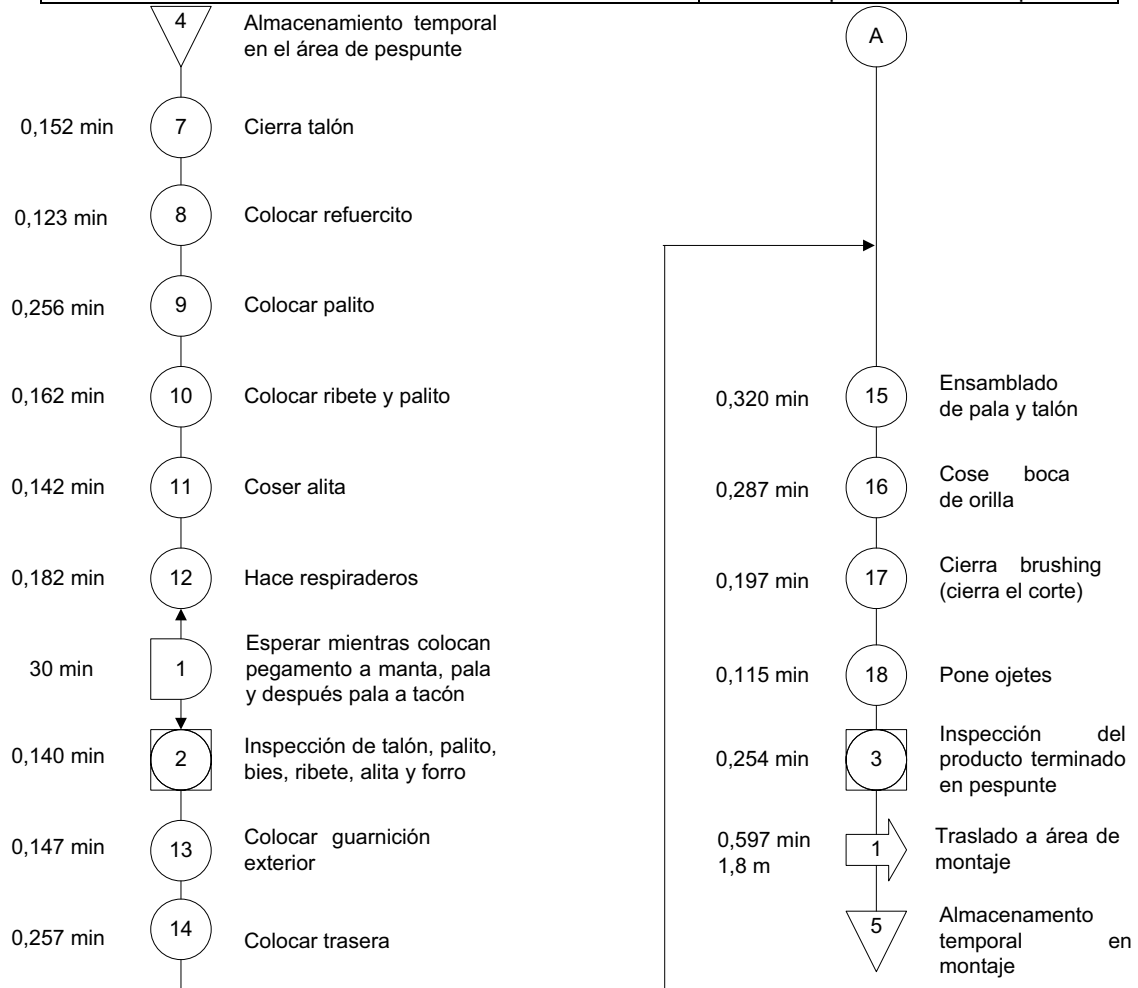 4
Almacenamiento temporal
en el área de pespunte
0,152 min
7
Cierra talón
0,123 min
8
Colocar refuercito
0,256 min
9
Colocar palito
0,162 min
10
Colocar ribete y palito
0,142 min
11
Coser alita
0,182 min
12
Hace respiraderos
30 min
1
Esperar mientras colocan
pegamento a manta, pala
y después pala a tacón
0,140 min
2
Inspección de talón, palito,
bies, ribete, alita y forro
0,147 min
13
Colocar guarnición
exterior
0,257 min
14
Colocar trasera
A
0,320 min
15
Ensamblado
de pala y talón
0,287 min
16
Cose boca
de orilla
0,197 min
17
Cierra brushing
(cierra el corte)
0,115 min
18
Pone ojetes
0,254 min
3
Inspección del
producto terminado
en pespunte
0,597 min
1,8 m
1
Traslado a área de
montaje
5
Almacenamento
temporal en
montaje